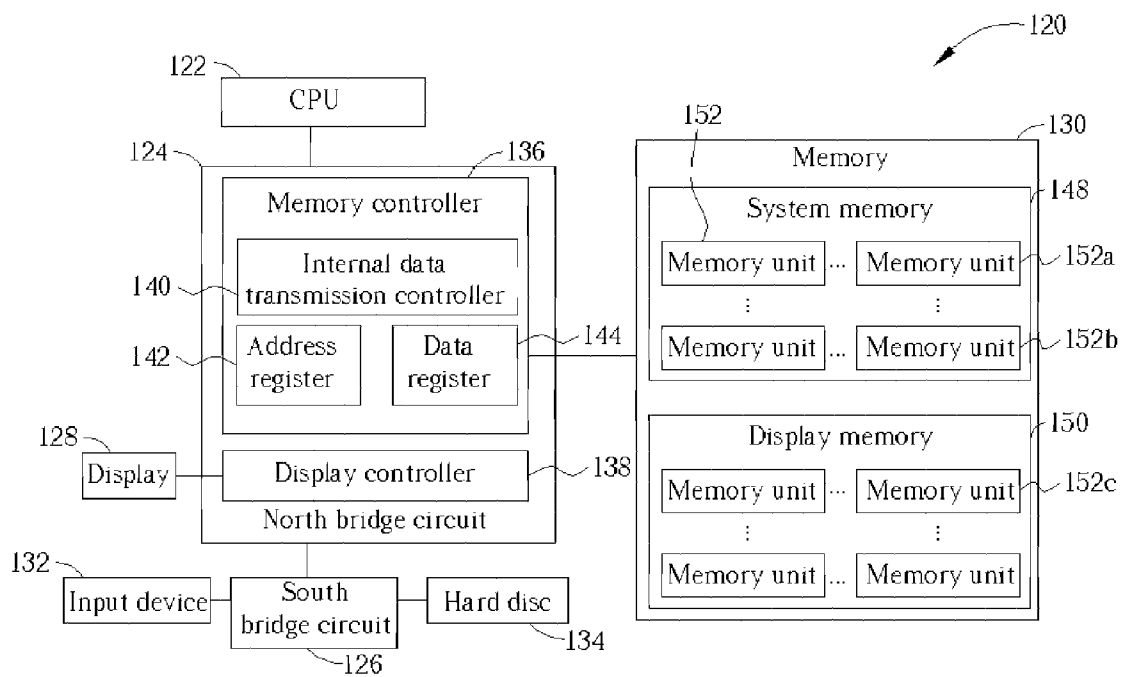 120
122
CPU
152
130
124
136
Memory
148
Memory controller
System memory
Internal data
transmission controller
Memory unit ... Memory unit
152a
140
142
Address
register
Data
register
144
Memory unit ... Memory unit
152b
150
128
Display memory
Display
Display controller
138
Memory unit ... Memory unit
152c
North bridge circuit
132
Input device
South
bridge circuit
Hard disc
Memory unit ... Memory unit
126
134